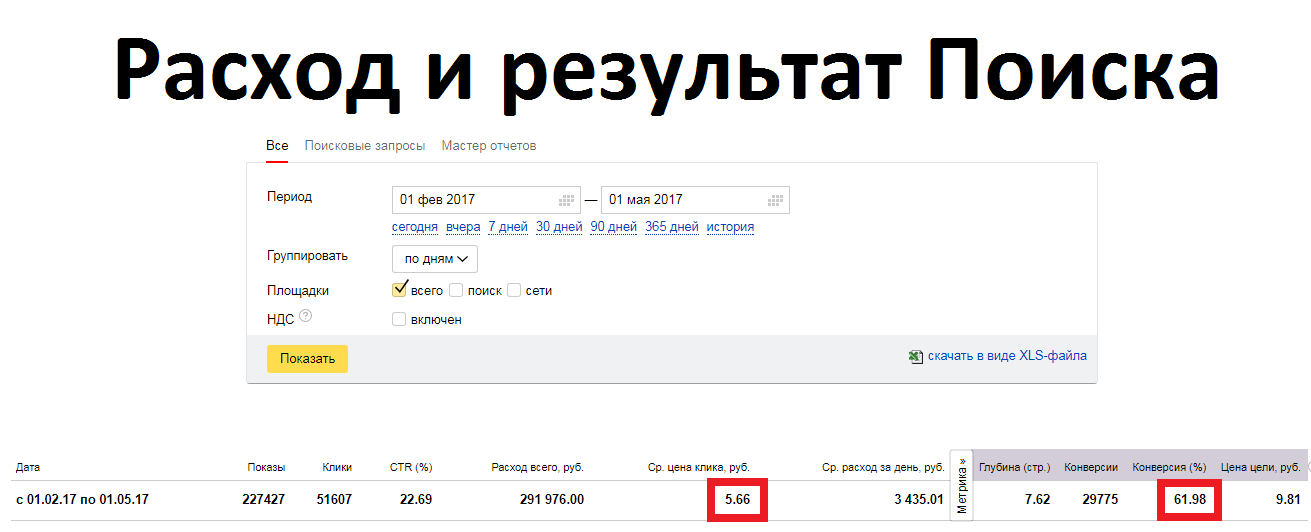 Расход и результат Поиска
Все Поисковые запросы Мастер отчетов
Период 01 фев 2017 — 01 мая 2017
сегодня вчера 7 дней 30 дней 90 дней 365 дней история
Группировать по дням
Площадки всего поиск сети
НДС ? включен
Показать скачать в виде XLS-файла
Дата Показы Клики CTR (%) Расход всего, руб. Ср. цена клика, руб. Ср. расход за день, руб. Метрика » Глубина (стр.) Конверсии Конверсия (%) Цена цели, руб.
с 01.02.17 по 01.05.17 227427 51607 22.69 291 976.00 5.66 3 435.01 7.62 29775 61.98 9.81